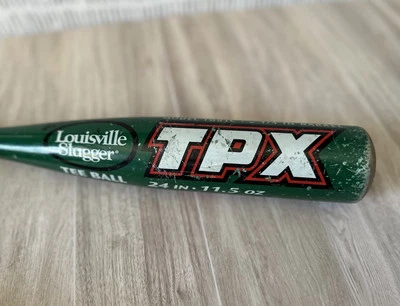 Louisville
Slugger®
TEE BALL
TPX
24 IN • 11.5 OZ